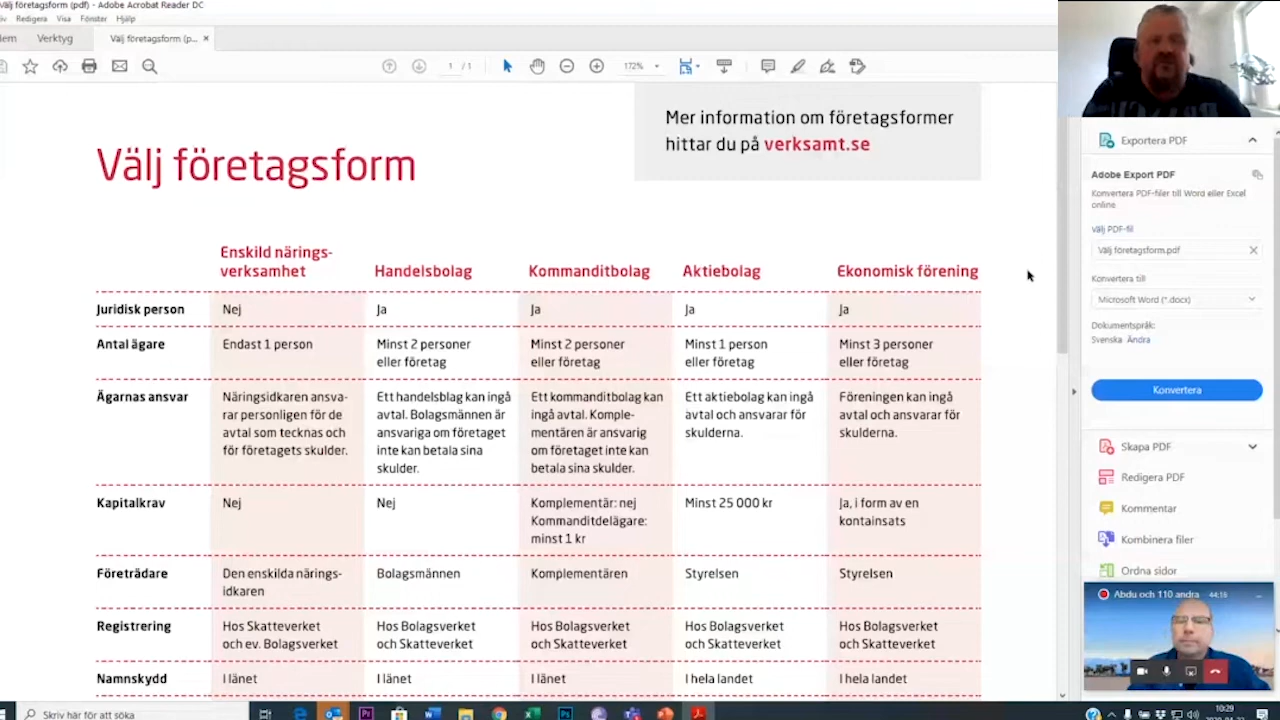 Välj företagsform (pdf) - Adobe Acrobat Reader DC
Redigera Visa Fönster Hjälp
Verktyg
Välj företagsform (p... ×
1 / 1
172%
Mer information om företagsformer
hittar du på verksamt.se
Välj företagsform
Enskild närings-
verksamhet
Handelsbolag
Kommanditbolag
Aktiebolag
Ekonomisk förening
Juridisk person
Nej
Ja
Ja
Ja
Ja
Antal ägare
Endast 1 person
Minst 2 personer
eller företag
Minst 2 personer
eller företag
Minst 1 person
eller företag
Minst 3 personer
eller företag
Ägarnas ansvar
Näringsidkaren ansva-
rar personligen för de
avtal som tecknas och
för företagets skulder.
Ett handelsblag kan ingå
avtal. Bolagsmännen är
ansvariga om företaget
inte kan betala sina
skulder.
Ett kommanditbolag kan
ingå avtal. Komple-
mentären är ansvarig
om företaget inte kan
betala sina skulder.
Ett aktiebolag kan ingå
avtal och ansvarar för
skulderna.
Föreningen kan ingå
avtal och ansvarar för
skulderna.
Kapitalkrav
Nej
Nej
Komplementär: nej
Kommanditdelägare:
minst 1 kr
Minst 25 000 kr
Ja, i form av en
kontainsats
Företrädare
Den enskilda närings-
idkaren
Bolagsmännen
Komplementären
Styrelsen
Styrelsen
Registrering
Hos Skatteverket
och ev. Bolagsverket
Hos Bolagsverket
och Skatteverket
Hos Bolagsverket
och Skatteverket
Hos Bolagsverket
och Skatteverket
Hos Bolagsverket
och Skatteverket
Namnskydd
I länet
I länet
I länet
I hela landet
I hela landet
Exportera PDF
Adobe Export PDF
Konvertera PDF-filer till Word eller Excel
online
Välj PDF-fil
Välj företagsform.pdf
Konvertera till
Microsoft Word (*.docx)
Dokumentspråk:
Svenska Ändra
Konvertera
Skapa PDF
Redigera PDF
Kommentar
Kombinera filer
Ordna sidor
Abdu och 110 andra 44:15
Skriv här för att söka
10:29